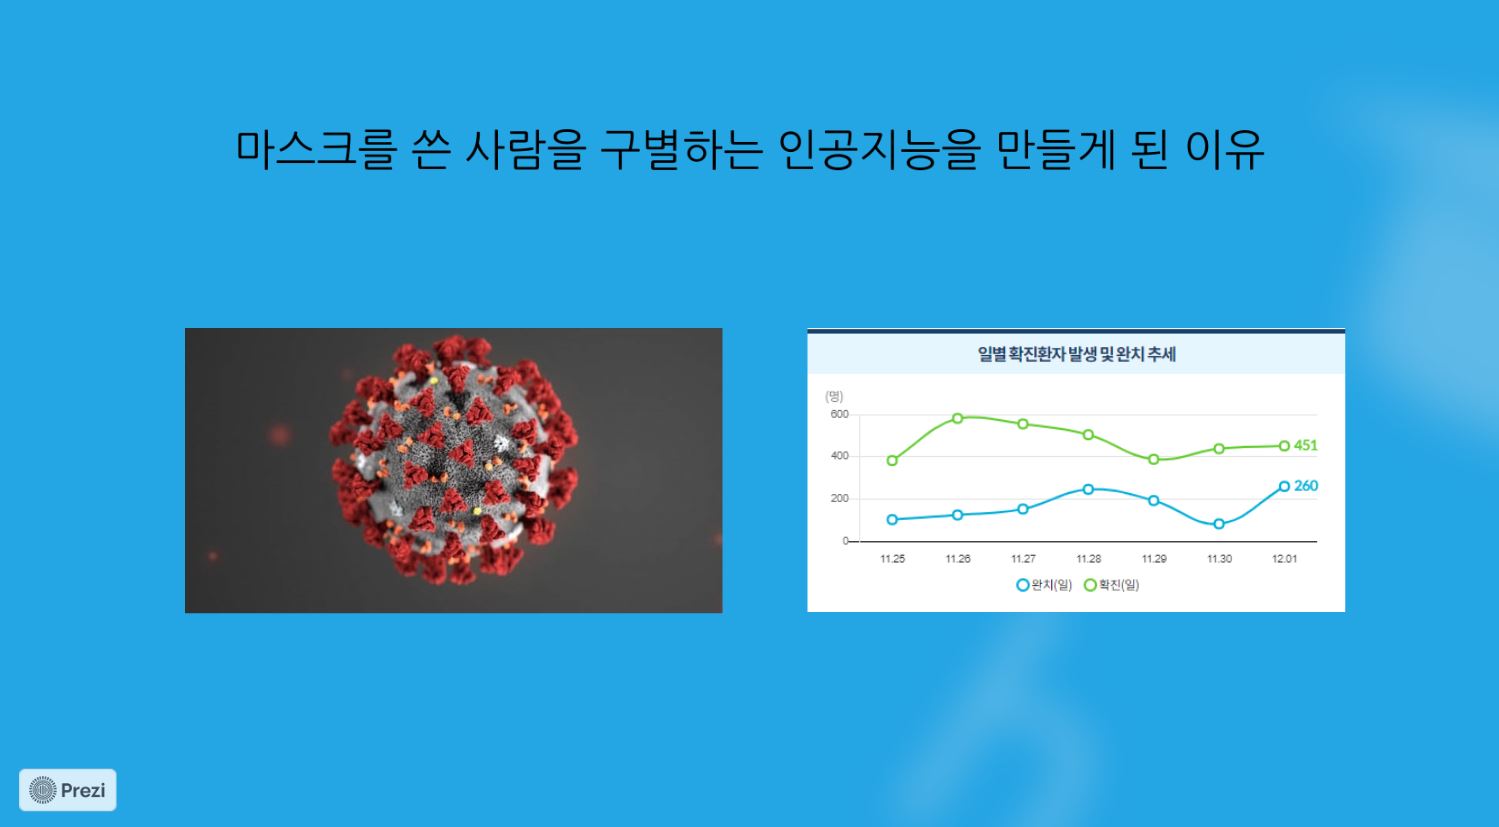 마스크를 쓴 사람을 구별하는 인공지능을 만들게 된 이유
일별 확진환자 발생 및 완치 추세
(명)
600
400
200
0
451
260
11.25 11.26 11.27 11.28 11.29 11.30 12.01
완치(일) 확진(일)
Prezi